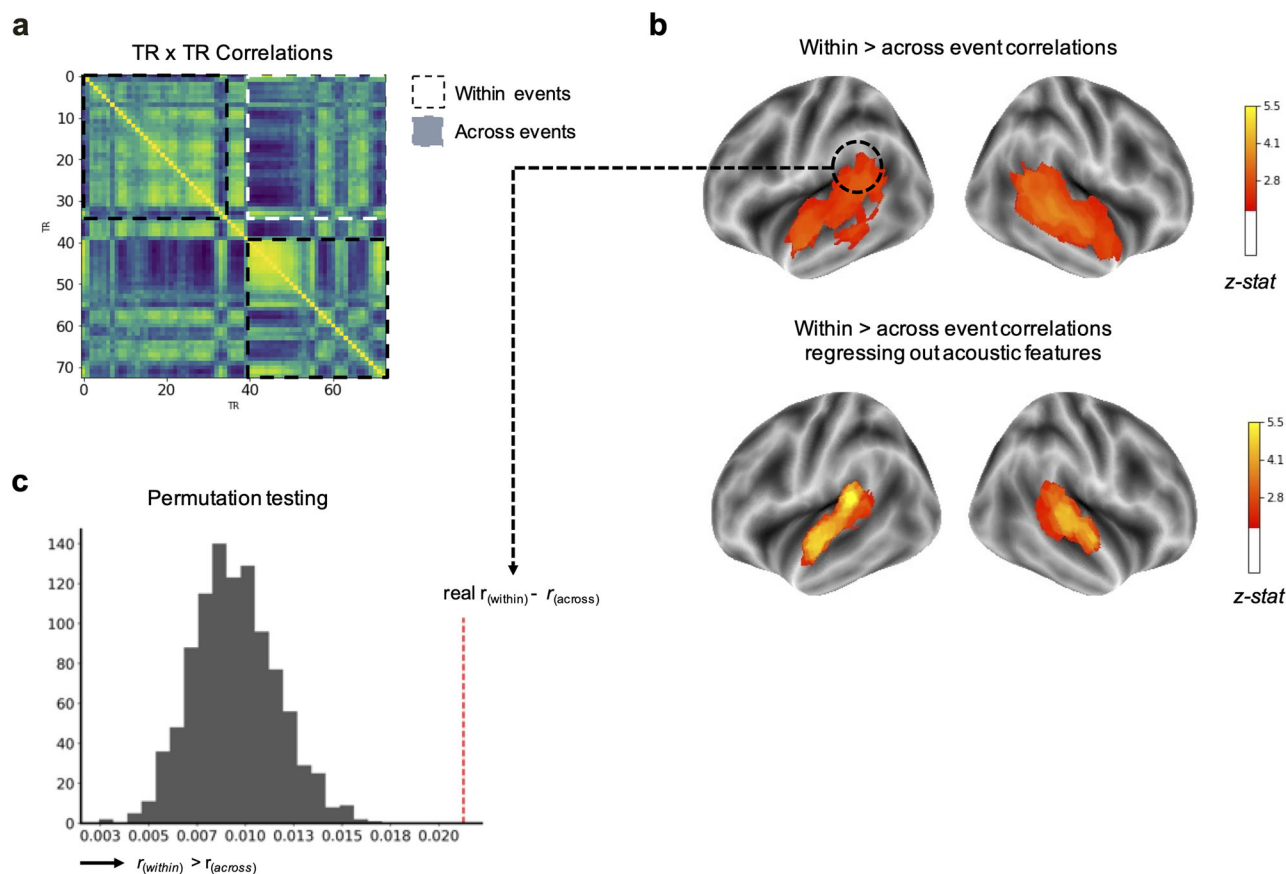 a
TR x TR Correlations
0
10
20
30
40
50
60
70
TR
0
20
40
60
TR
Within events
Across events
b
Within > across event correlations
5.5
4.1
2.8
z-stat
Within > across event correlations
regressing out acoustic features
5.5
4.1
2.8
z-stat
c
Permutation testing
140
120
100
80
60
40
20
0
0.003 0.005 0.007 0.010 0.013 0.015 0.018 0.020
r(within) > r(across)
real r(within) - r(across)